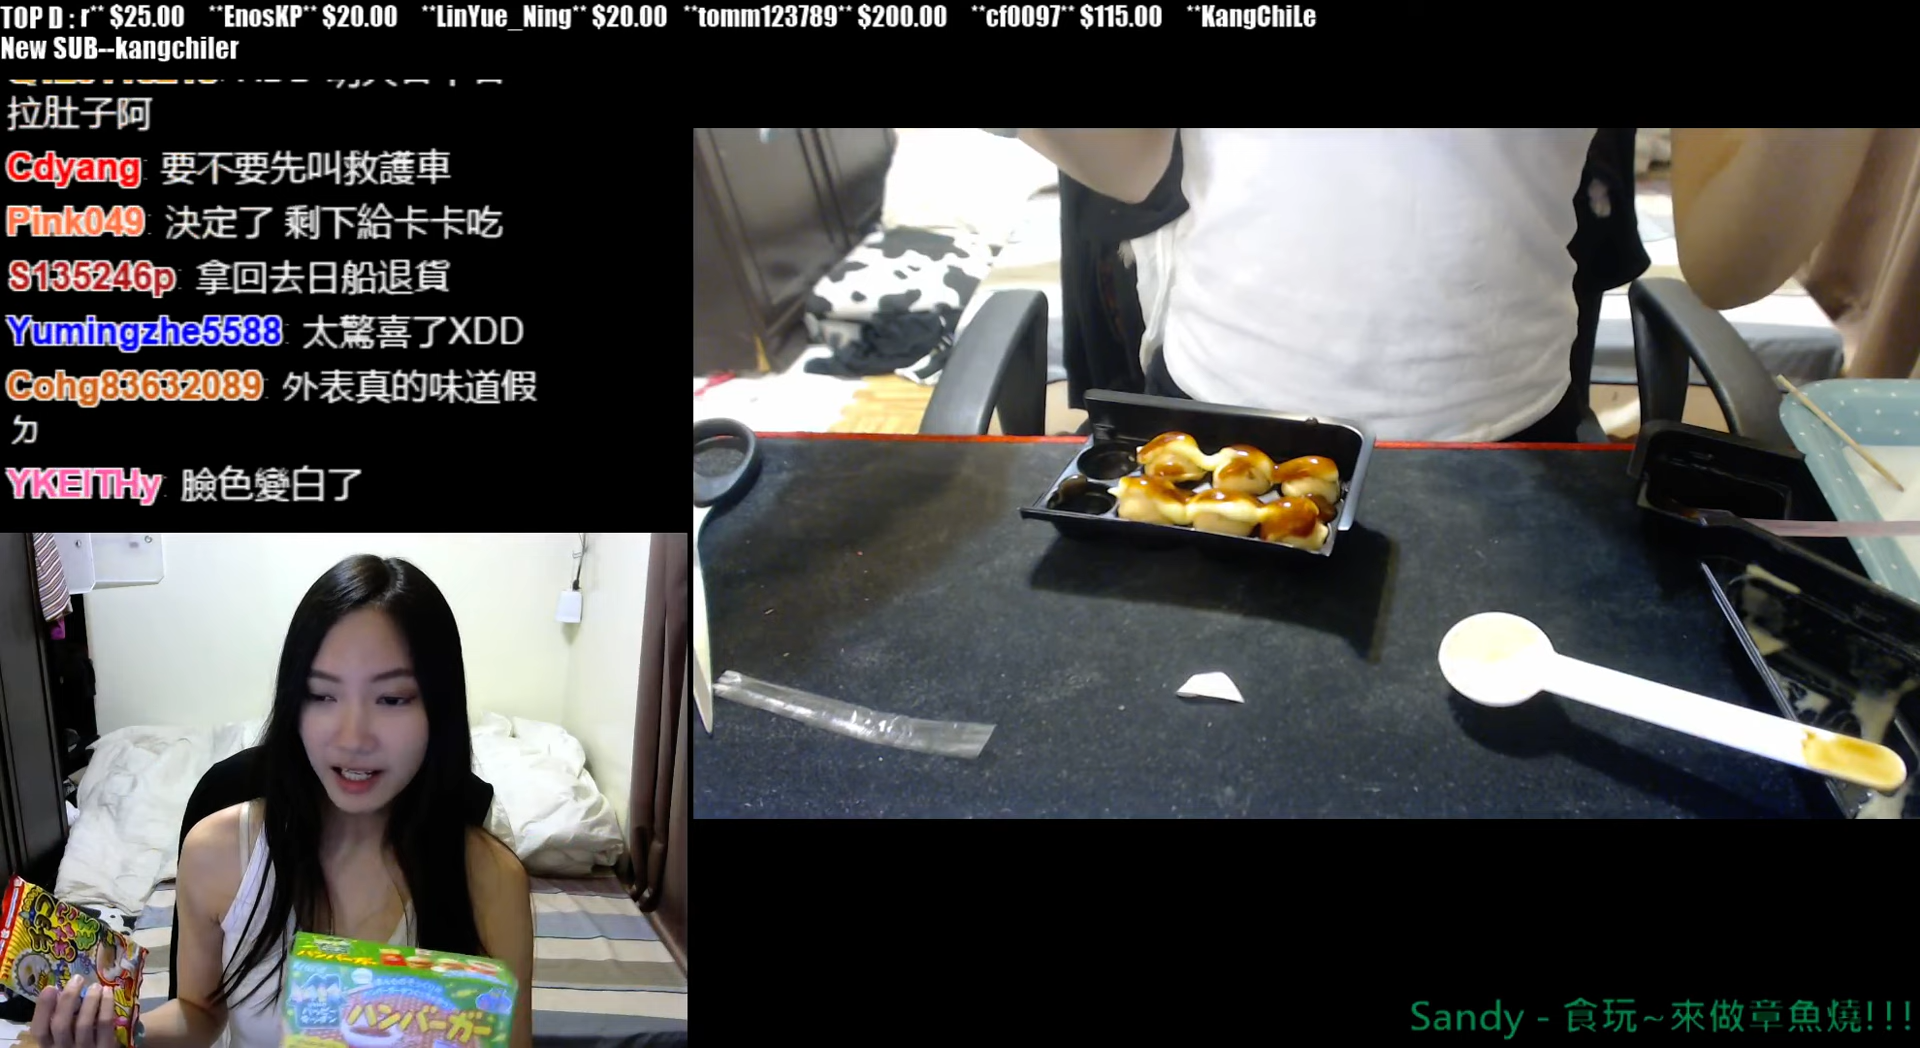 TOP D : r** $25.00 **EnosKP** $20.00 **LinYue_Ning** $20.00 **tomm123789** $200.00 **cf0097** $115.00 **KangChiLe
New SUB--kangchiler
拉肚子阿
Cdyang: 要不要先叫救護車
Pink049: 決定了 剩下給卡卡吃
S135246p: 拿回去日船退貨
Yumingzhe5588: 太驚喜了XDD
Cohg83632089: 外表真的味道假
ㄉ
YKEITHy: 臉色變白了
ハンバーガー
Sandy - 食玩~來做章魚燒!!!